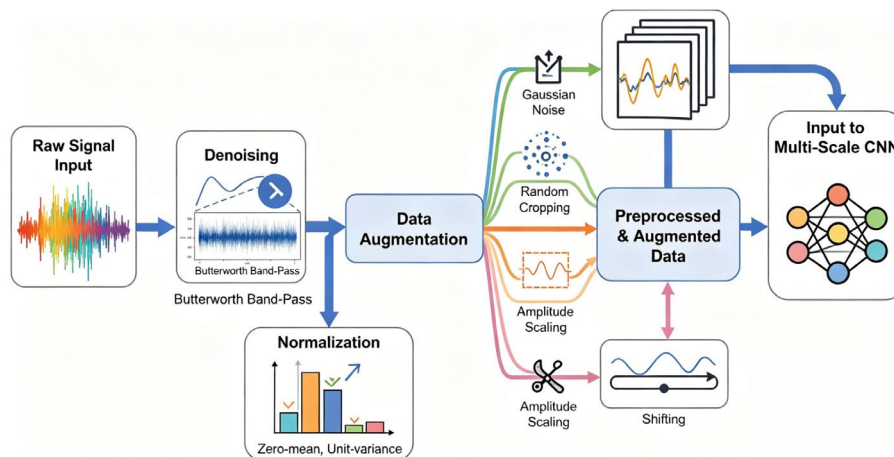 Raw Signal
Input
Denoising
Butterworth Band-Pass
Butterworth Band-Pass
Normalization
Zero-mean, Unit-variance
Data
Augmentation
Gaussian
Noise
Random
Cropping
Amplitude
Scaling
Amplitude
Scaling
Preprocessed
& Augmented
Data
Shifting
Input to
Multi-Scale CNN